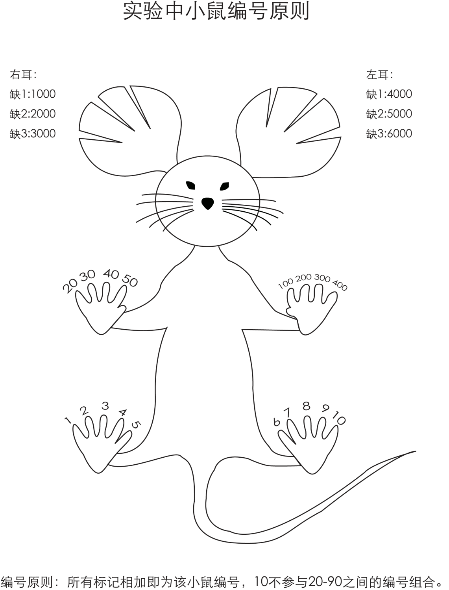 实验中小鼠编号原则
右耳：
缺1:1000
缺2:2000
缺3:3000
左耳：
缺1:4000
缺2:5000
缺3:6000
20 30 40 50
100 200 300 400
1 2 3 4 5
6 7 8 9 10
编号原则：所有标记相加即为该小鼠编号，10不参与20-90之间的编号组合。